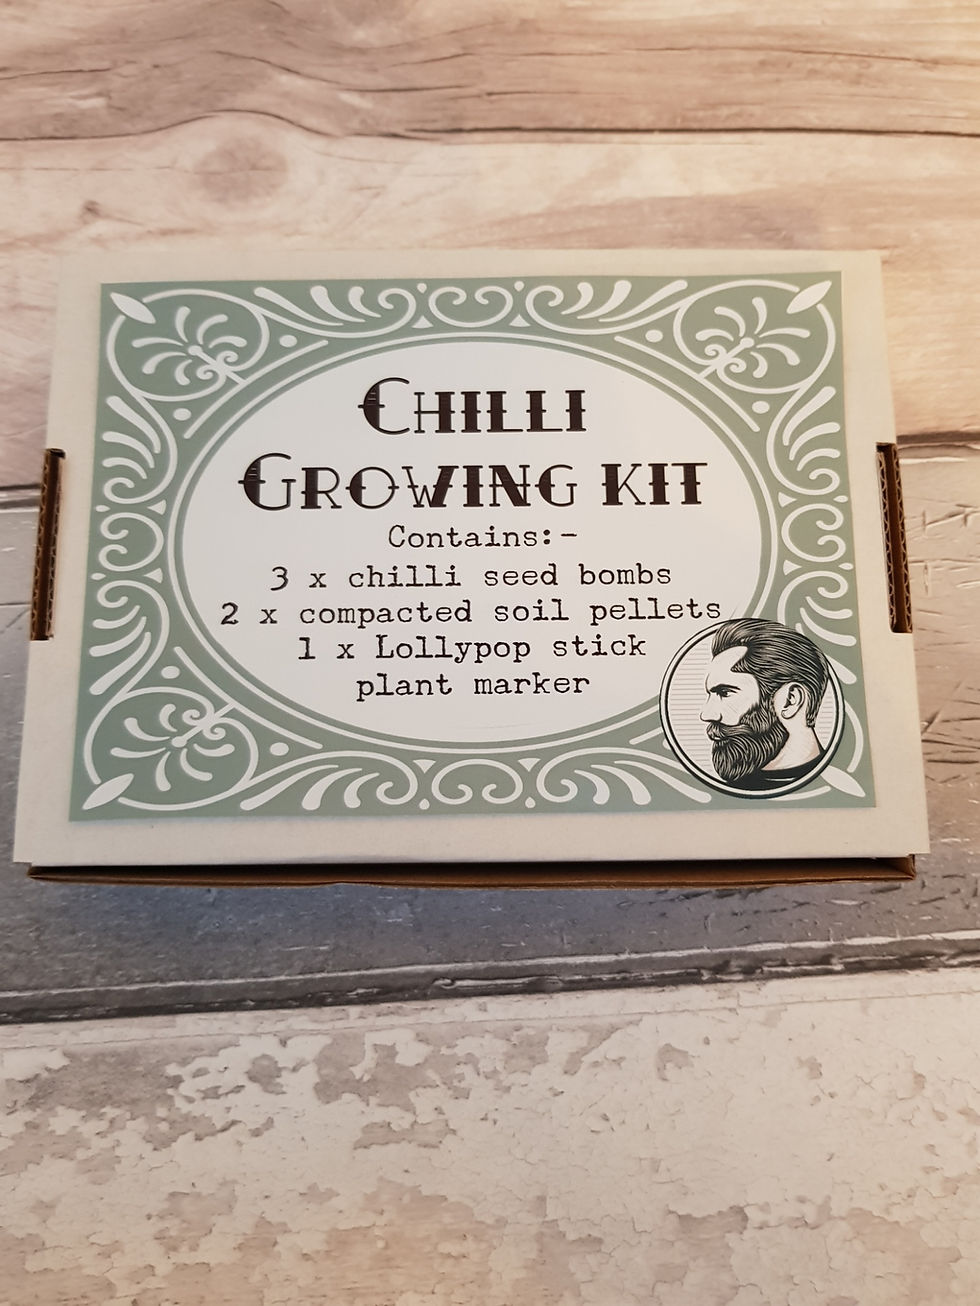 CHILLI
GROWING KIT
Contains:-
3 x chilli seed bombs
2 x compacted soil pellets
1 x Lollypop stick
plant marker